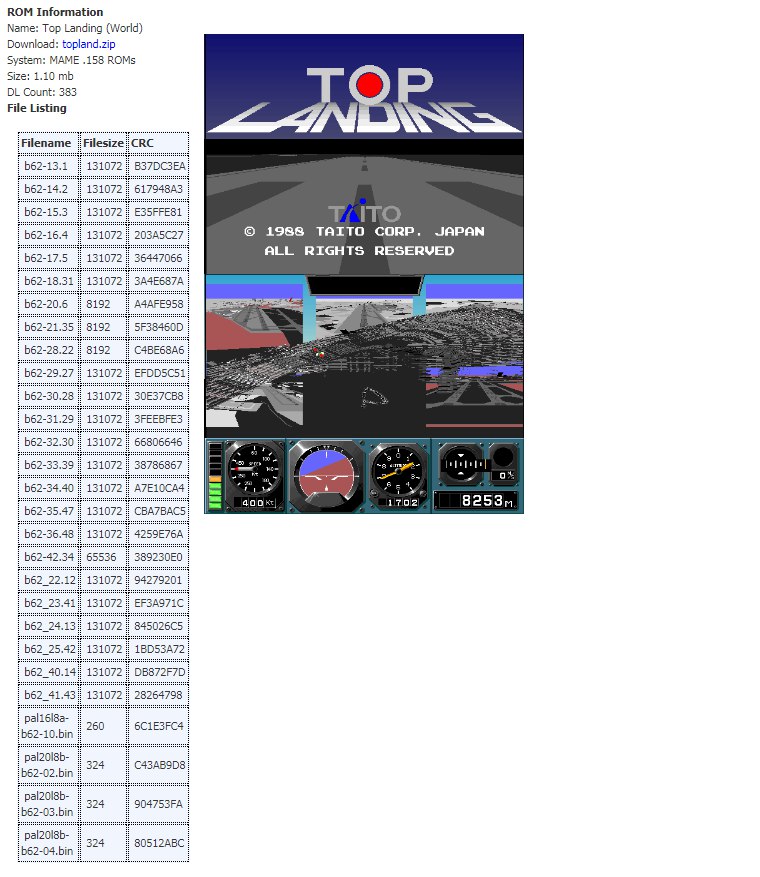 ROM Information
Name: Top Landing (World)
Download: topland.zip
System: MAME .158 ROMs
Size: 1.10 mb
DL Count: 383
File Listing
Filename Filesize CRC
b62-13.1 131072 B37DC3EA
b62-14.2 131072 617948A3
b62-15.3 131072 E35FFE81
b62-16.4 131072 203A5C27
b62-17.5 131072 36447066
b62-18.31 131072 3A4E687A
b62-20.6 8192 A4AFE958
b62-21.35 8192 5F38460D
b62-28.22 8192 C4BE68A6
b62-29.27 131072 EFDD5C51
b62-30.28 131072 30E37CB8
b62-31.29 131072 3FEEBFE3
b62-32.30 131072 66806646
b62-33.39 131072 38786867
b62-34.40 131072 A7E10CA4
b62-35.47 131072 CBA7BAC5
b62-36.48 131072 4259E76A
b62-42.34 65536 389230E0
b62_22.12 131072 94279201
b62_23.41 131072 EF3A971C
b62_24.13 131072 845026C5
b62_25.42 131072 1BD53A72
b62_40.14 131072 DB872F7D
b62_41.43 131072 28264798
pal16l8a-
b62-10.bin 260 6C1E3FC4
pal20l8b-
b62-02.bin 324 C43AB9D8
pal20l8b-
b62-03.bin 324 904753FA
pal20l8b-
b62-04.bin 324 80512ABC
TOP
LANDING
TAITO
© 1988 TAITO CORP. JAPAN
ALL RIGHTS RESERVED
400 Kt
1702
8253 M